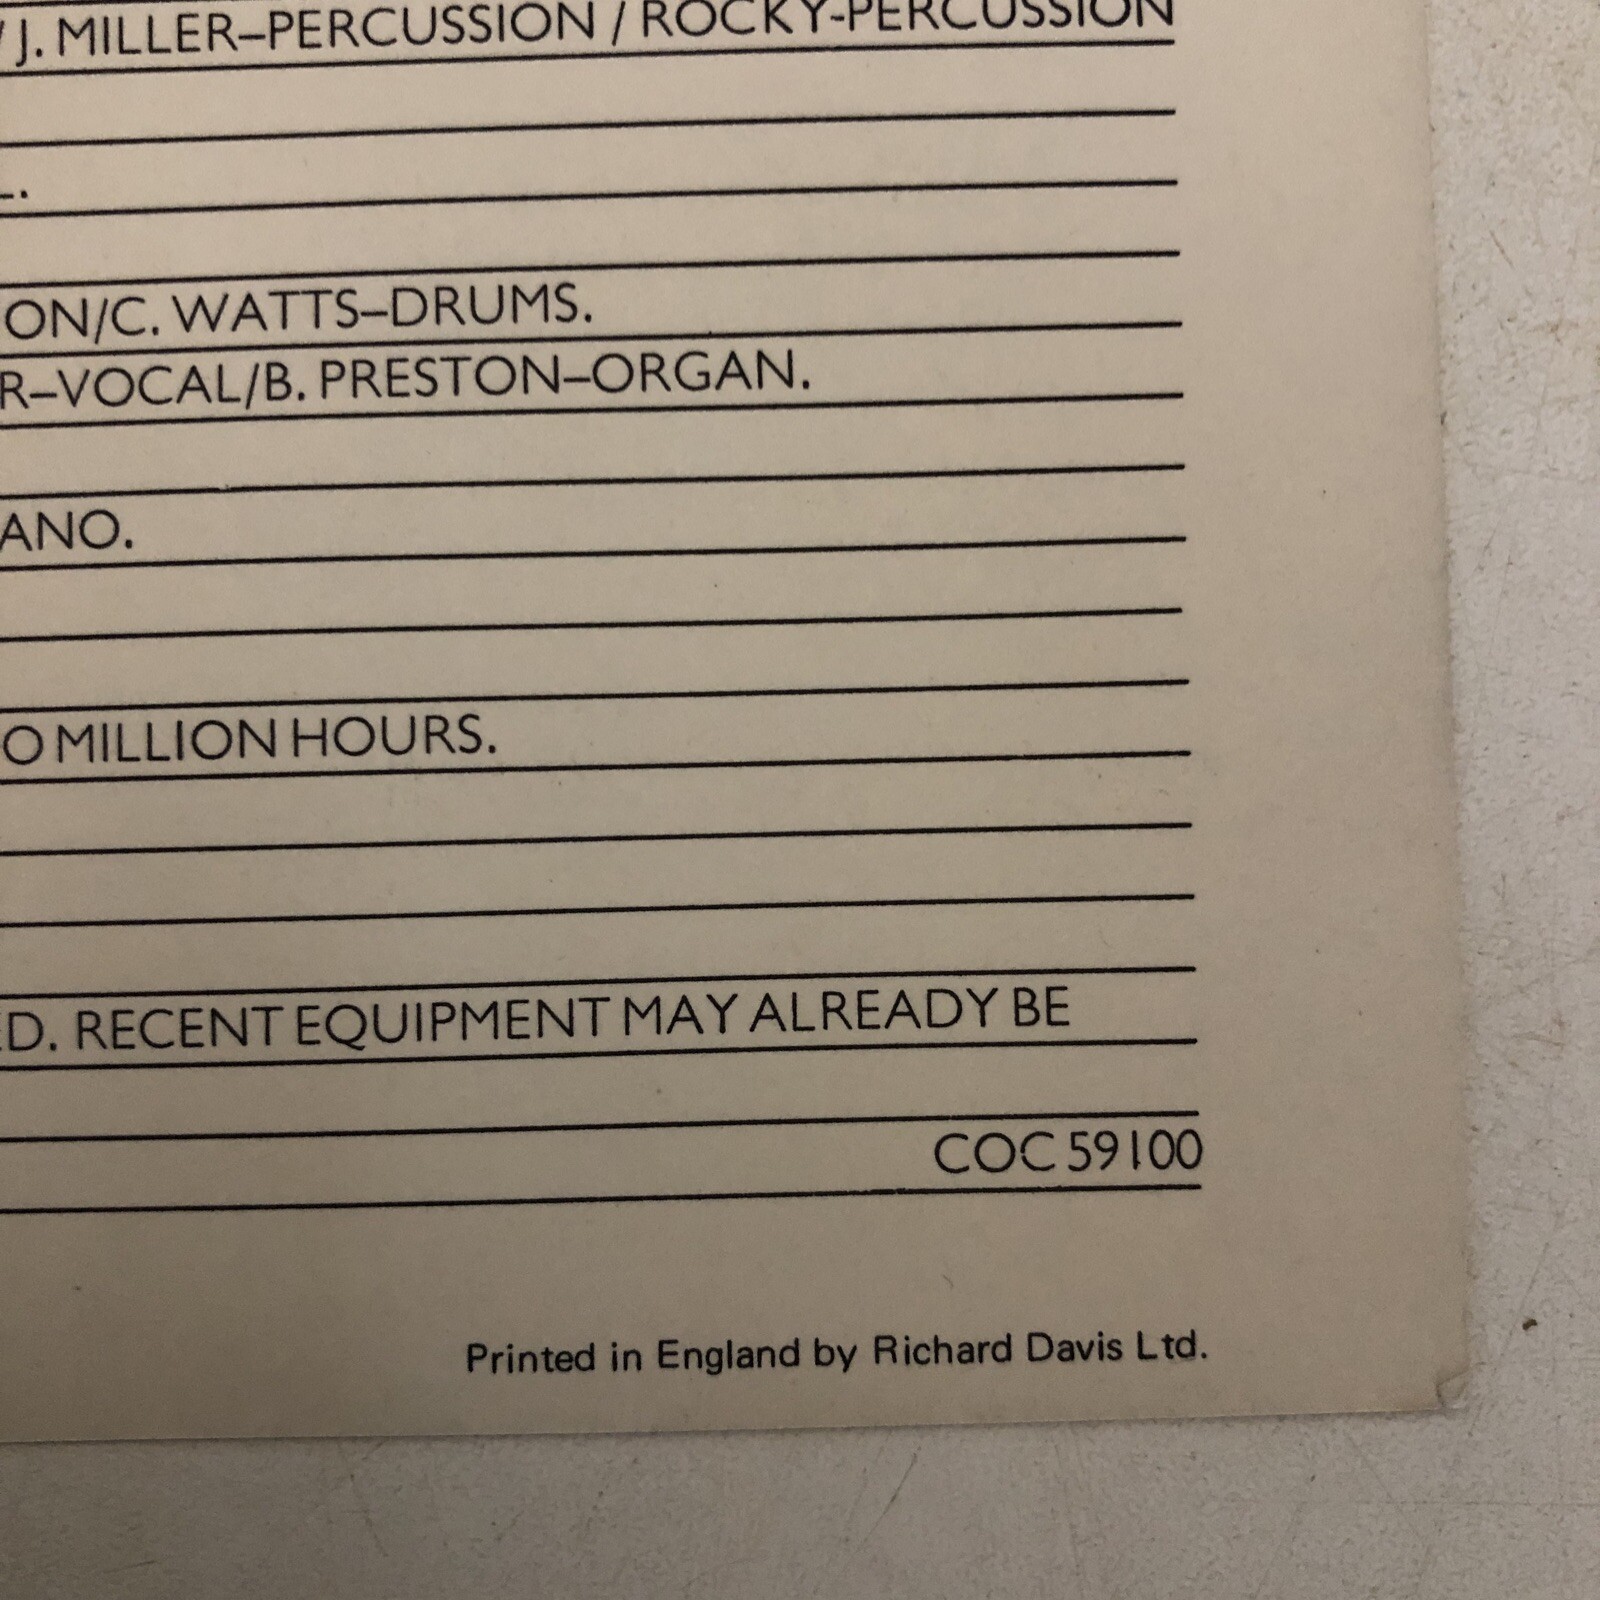 / J. MILLER–PERCUSSION / ROCKY-PERCUSSION
L.
ON/C. WATTS–DRUMS.
R–VOCAL/B. PRESTON–ORGAN.
ANO.
O MILLION HOURS.
ED. RECENT EQUIPMENT MAY ALREADY BE
COC 59100
Printed in England by Richard Davis Ltd.